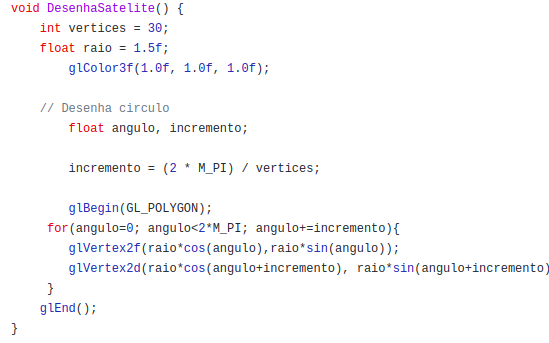 void DesenhaSatelite() {
    int vertices = 30;
    float raio = 1.5f;
        glColor3f(1.0f, 1.0f, 1.0f);

    // Desenha circulo
        float angulo, incremento;

        incremento = (2 * M_PI) / vertices;

        glBegin(GL_POLYGON);
     for(angulo=0; angulo<2*M_PI; angulo+=incremento){
        glVertex2f(raio*cos(angulo),raio*sin(angulo));
        glVertex2d(raio*cos(angulo+incremento), raio*sin(angulo+incremento)
     }
    glEnd();
}